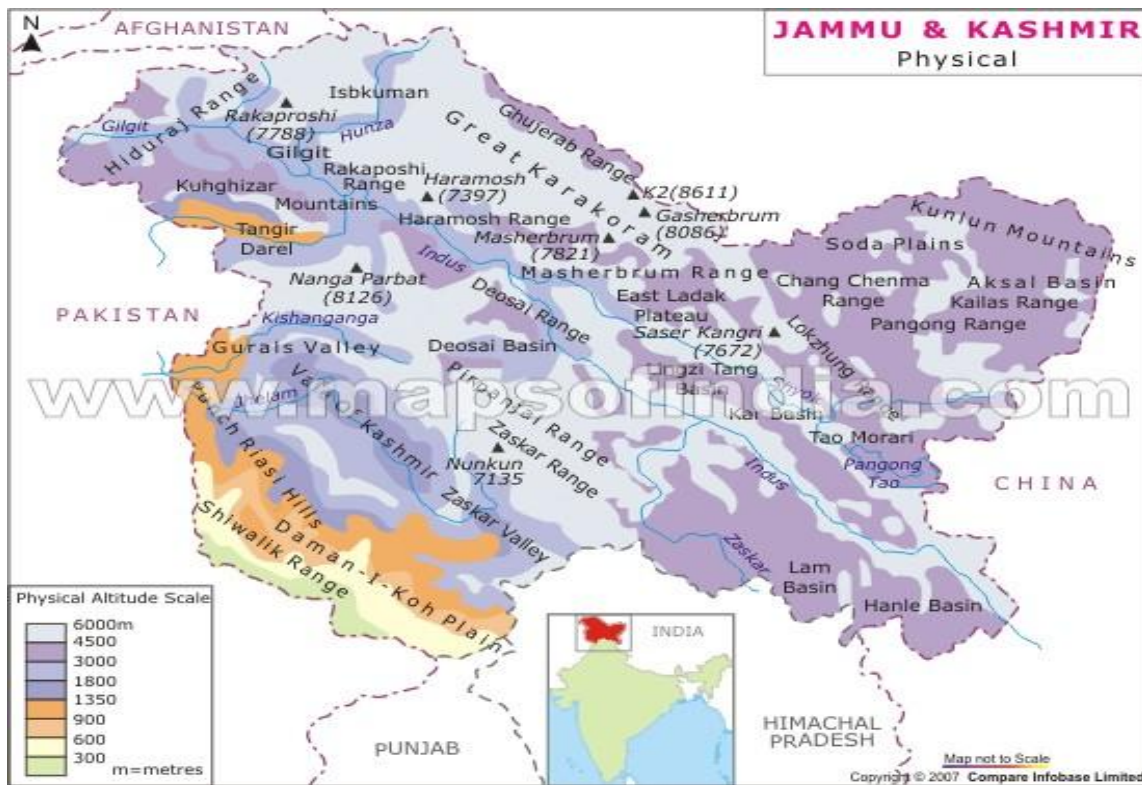 N
AFGHANISTAN
JAMMU & KASHMIR
Physical
Isbkuman
Hiduraj Range
Rakaproshi
(7788)
Gilgit
Hunza
Ghujerab Range
Great Karakoram
Gilgit
Rakaposhi
Range
Haramosh
(7397)
K2(8611)
Gasherbrum
(8086)
Kuhghizar
Mountains
Haramosh Range
Masherbrum
(7821)
Kunlun Mountains
Soda Plains
Tangir
Darel
Indus
Masherbrum Range
Chang Chenma
Range
Aksal Basin
Kailas Range
Pangong Range
Nanga Parbat
(8126)
Deosai Range
East Ladak
Plateau
Saser Kangri
(7672)
Lokzhung Range
PAKISTAN
Kishanganga
Gurais Valley
Deosai Basin
Lingzi Tang
Basin
www.mapsofindia.com
Vale of Kashmir
Jhelam
Pirpanjal Range
Shyok
Kar Basin
Punch Riasi Hills
Zaskar Range
Tao Morari
Nunkun
7135
Indus
Pangong
Tao
CHINA
Zaskar Valley
Shiwalik Range
Daman-I-Koh Plain
Zaskar
Lam
Basin
Hanle Basin
Physical Altitude Scale
6000m
4500
3000
1800
1350
900
600
300
m=metres
INDIA
PUNJAB
HIMACHAL
PRADESH
Map not to Scale
Copyright © 2007 Compare Infobase Limited